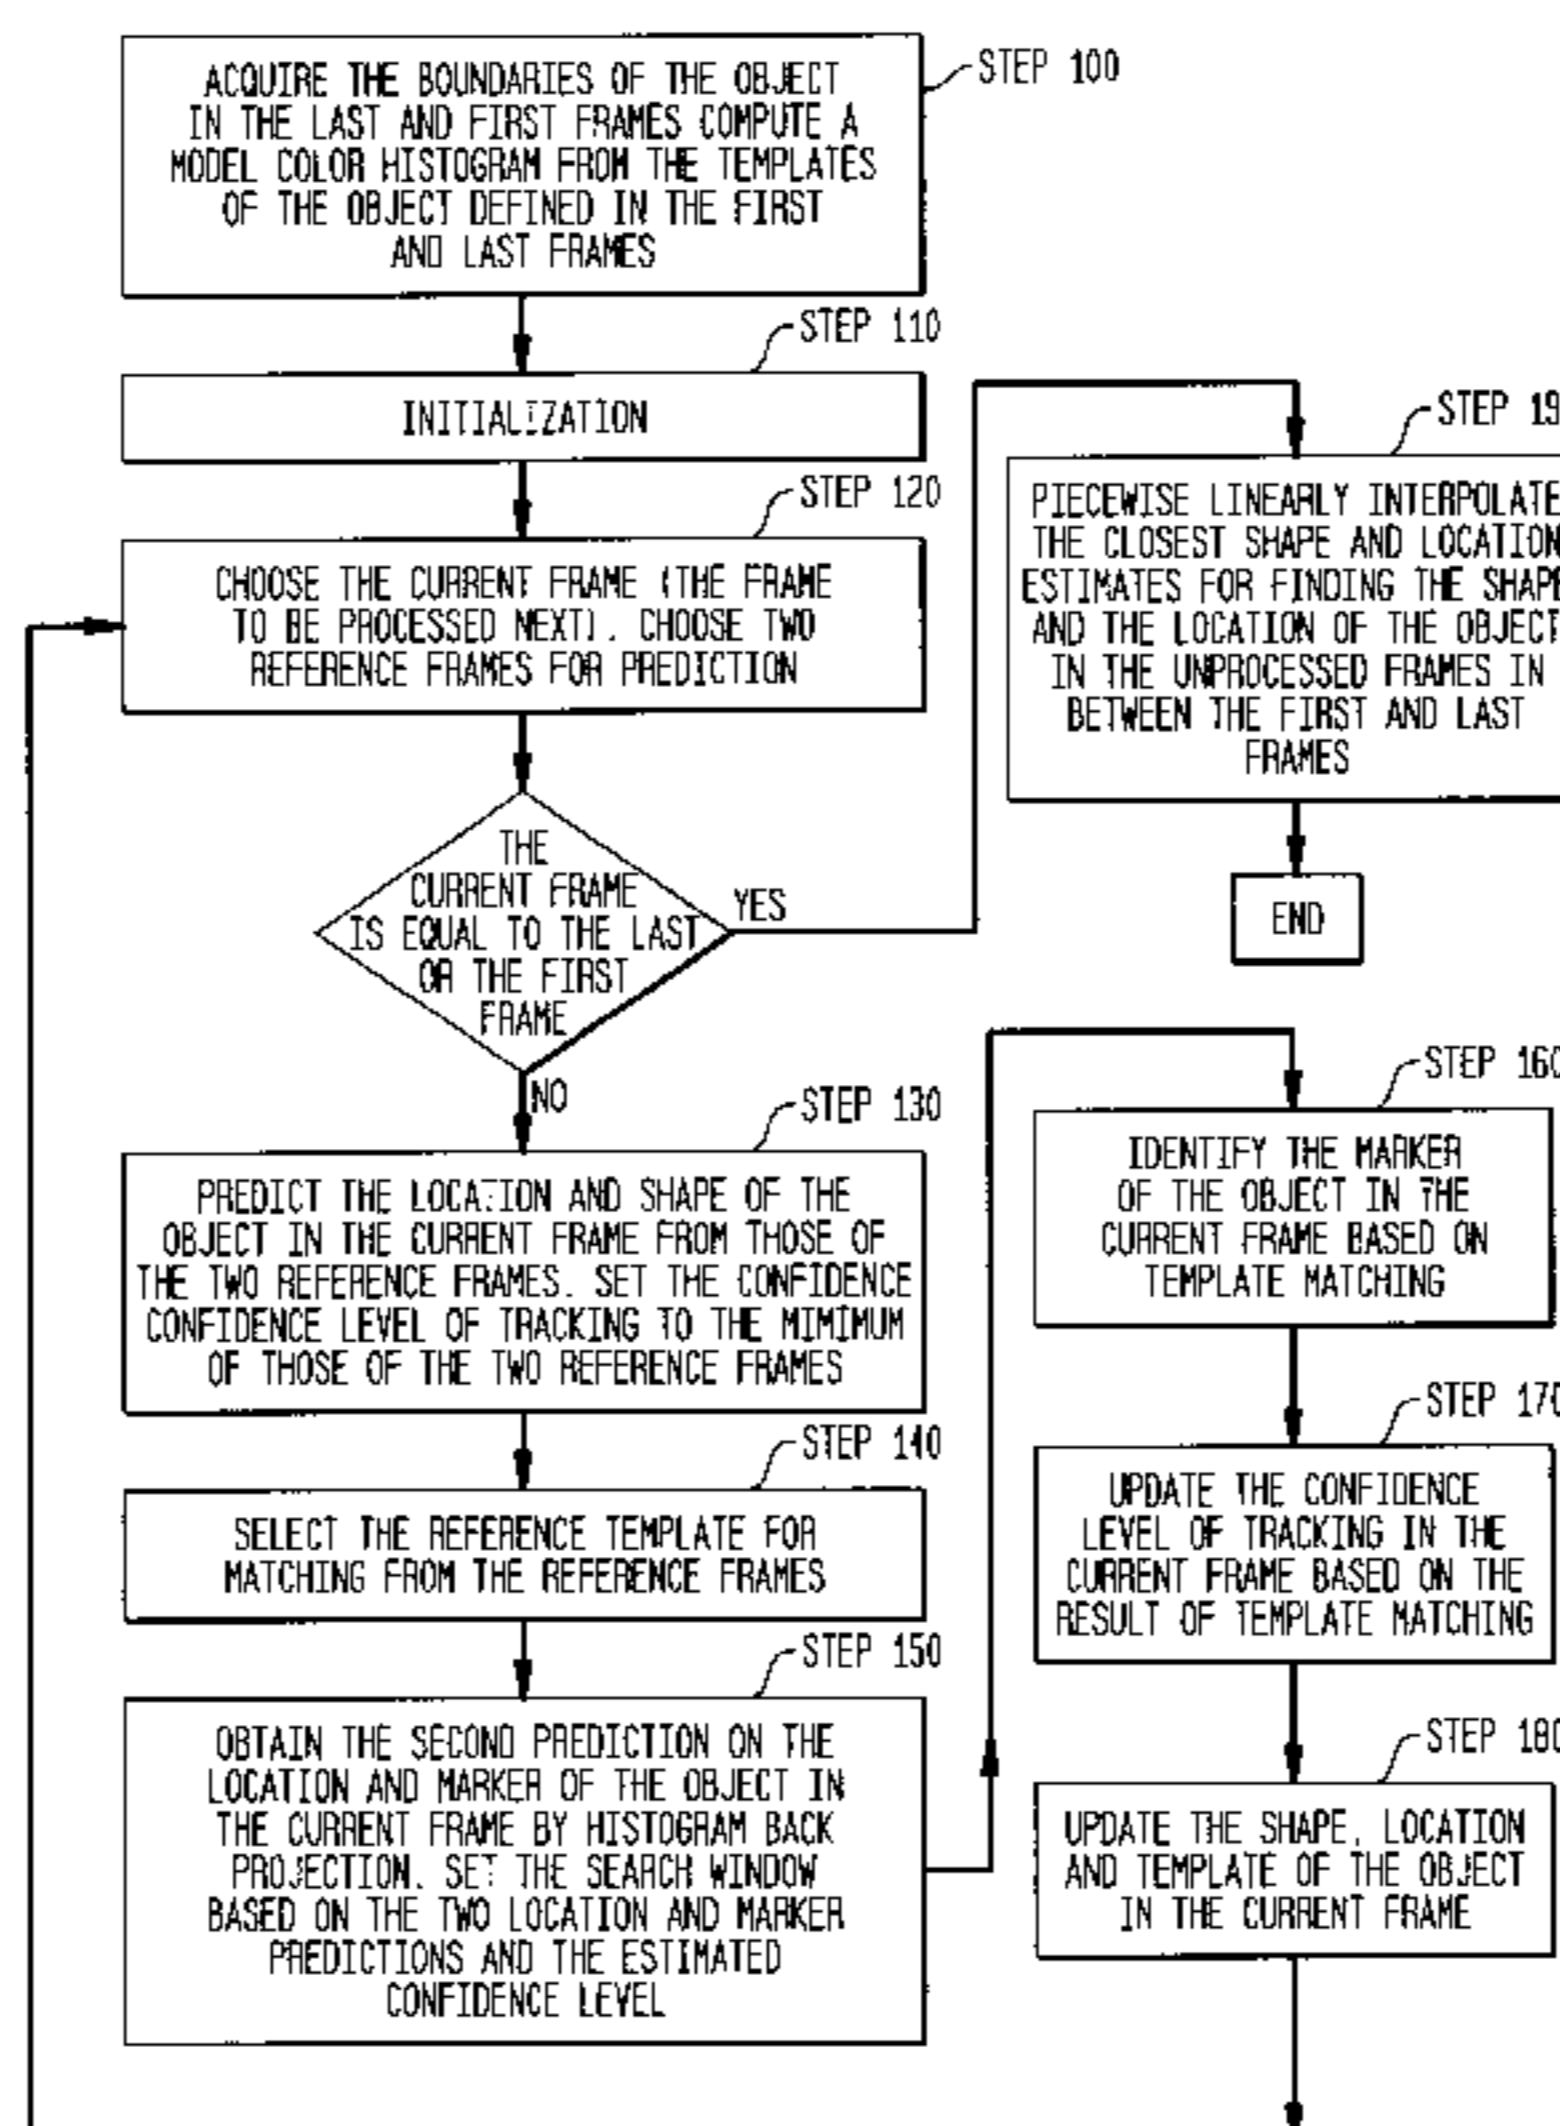 STEP 100
ACQUIRE THE BOUNDARIES OF THE OBJECT
IN THE LAST AND FIRST FRAMES COMPUTE A
MODEL COLOR HISTOGRAM FROM THE TEMPLATES
OF THE OBJECT DEFINED IN THE FIRST
AND LAST FRAMES
STEP 110
INITIALIZATION
STEP 120
CHOOSE THE CURRENT FRAME (THE FRAME
TO BE PROCESSED NEXT). CHOOSE TWO
REFERENCE FRAMES FOR PREDICTION
THE
CURRENT FRAME
IS EQUAL TO THE LAST
OR THE FIRST
FRAME
YES
NO
STEP 130
PREDICT THE LOCATION AND SHAPE OF THE
OBJECT IN THE CURRENT FRAME FROM THOSE OF
THE TWO REFERENCE FRAMES. SET THE CONFIDENCE
CONFIDENCE LEVEL OF TRACKING TO THE MIMIMUM
OF THOSE OF THE TWO REFERENCE FRAMES
STEP 140
SELECT THE REFERENCE TEMPLATE FOR
MATCHING FROM THE REFERENCE FRAMES
STEP 150
OBTAIN THE SECOND PREDICTION ON THE
LOCATION AND MARKER OF THE OBJECT IN
THE CURRENT FRAME BY HISTOGRAM BACK
PROJECTION. SET THE SEARCH WINDOW
BASED ON THE TWO LOCATION AND MARKER
PREDICTIONS AND THE ESTIMATED
CONFIDENCE LEVEL
STEP 19
PIECEWISE LINEARLY INTERPOLATE
THE CLOSEST SHAPE AND LOCATION
ESTIMATES FOR FINDING THE SHAPE
AND THE LOCATION OF THE OBJECT
IN THE UNPROCESSED FRAMES IN
BETWEEN THE FIRST AND LAST
FRAMES
END
STEP 160
IDENTIFY THE MARKER
OF THE OBJECT IN THE
CURRENT FRAME BASED ON
TEMPLATE MATCHING
STEP 170
UPDATE THE CONFIDENCE
LEVEL OF TRACKING IN THE
CURRENT FRAME BASED ON THE
RESULT OF TEMPLATE MATCHING
STEP 180
UPDATE THE SHAPE, LOCATION
AND TEMPLATE OF THE OBJECT
IN THE CURRENT FRAME